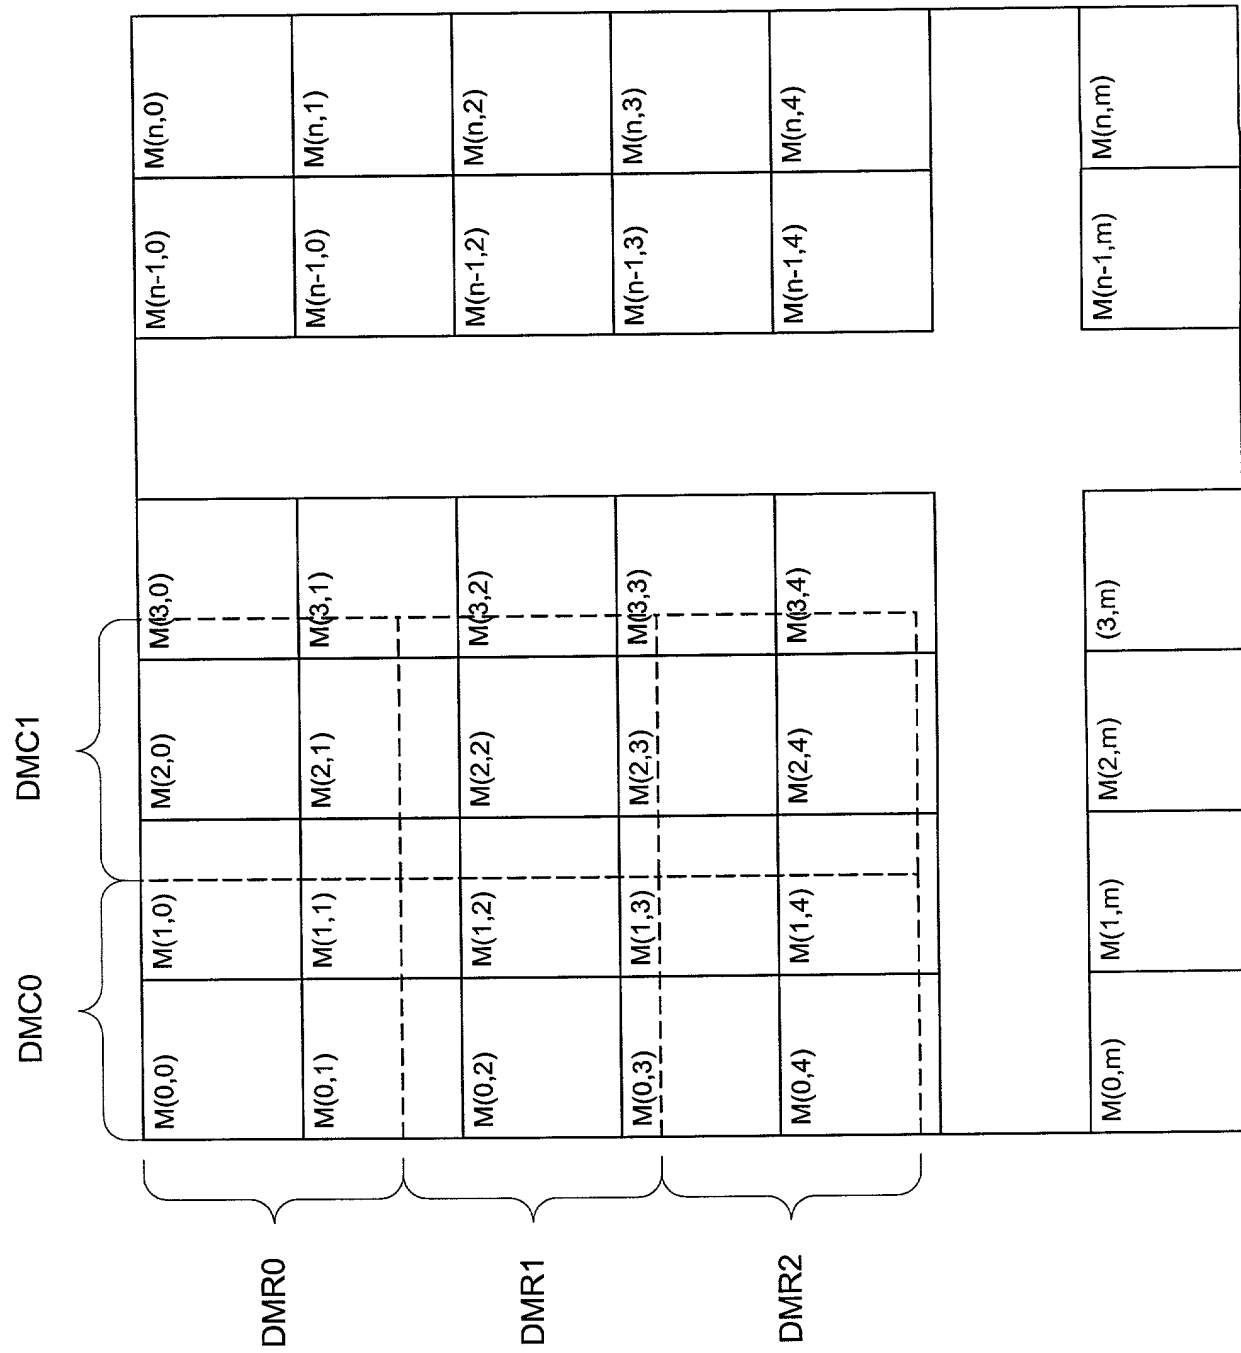 DMC0
DMC1
M(0,0)
M(1,0)
M(2,0)
M(3,0)
M(n-1,0)
M(n,0)
DMR0
M(0,1)
M(1,1)
M(2,1)
M(3,1)
M(n-1,0)
M(n,1)
M(0,2)
M(1,2)
M(2,2)
M(3,2)
M(n-1,2)
M(n,2)
DMR1
M(0,3)
M(1,3)
M(2,3)
M(3,3)
M(n-1,3)
M(n,3)
DMR2
M(0,4)
M(1,4)
M(2,4)
M(3,4)
M(n-1,4)
M(n,4)
M(0,m)
M(1,m)
M(2,m)
(3,m)
M(n-1,m)
M(n,m)